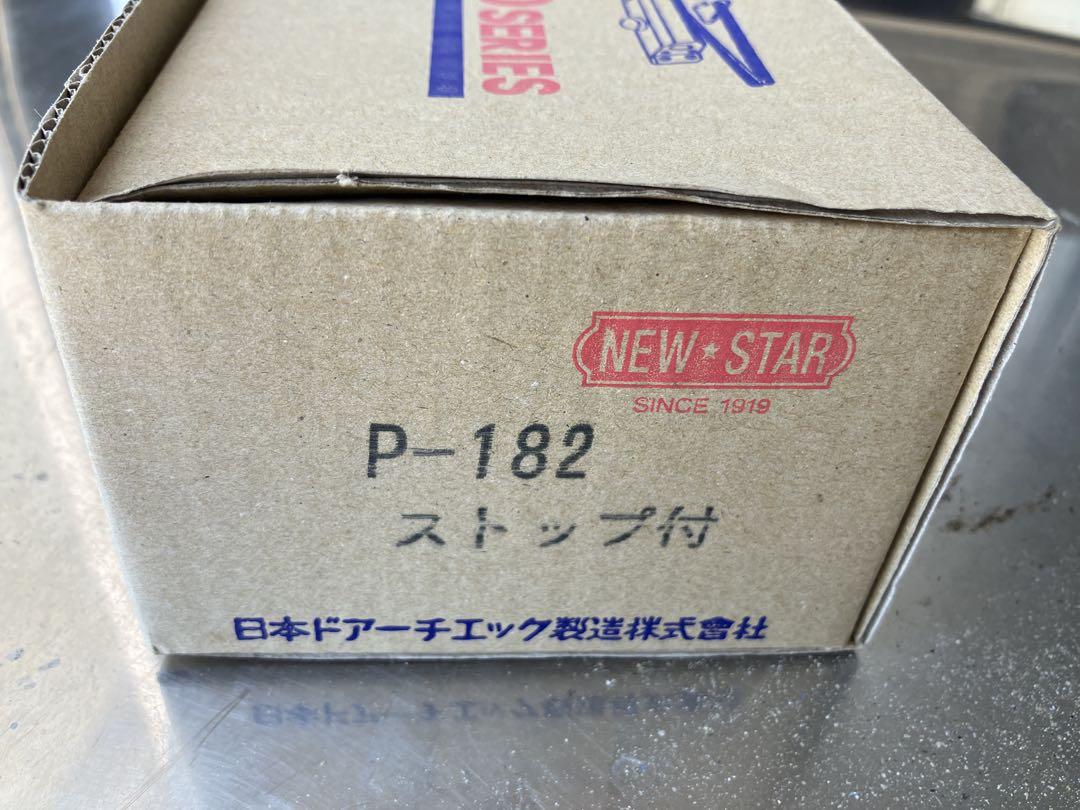 SERIES
NEW★STAR
SINCE 1919
P-182
ストップ付
日本ドアーチエック製造株式會社